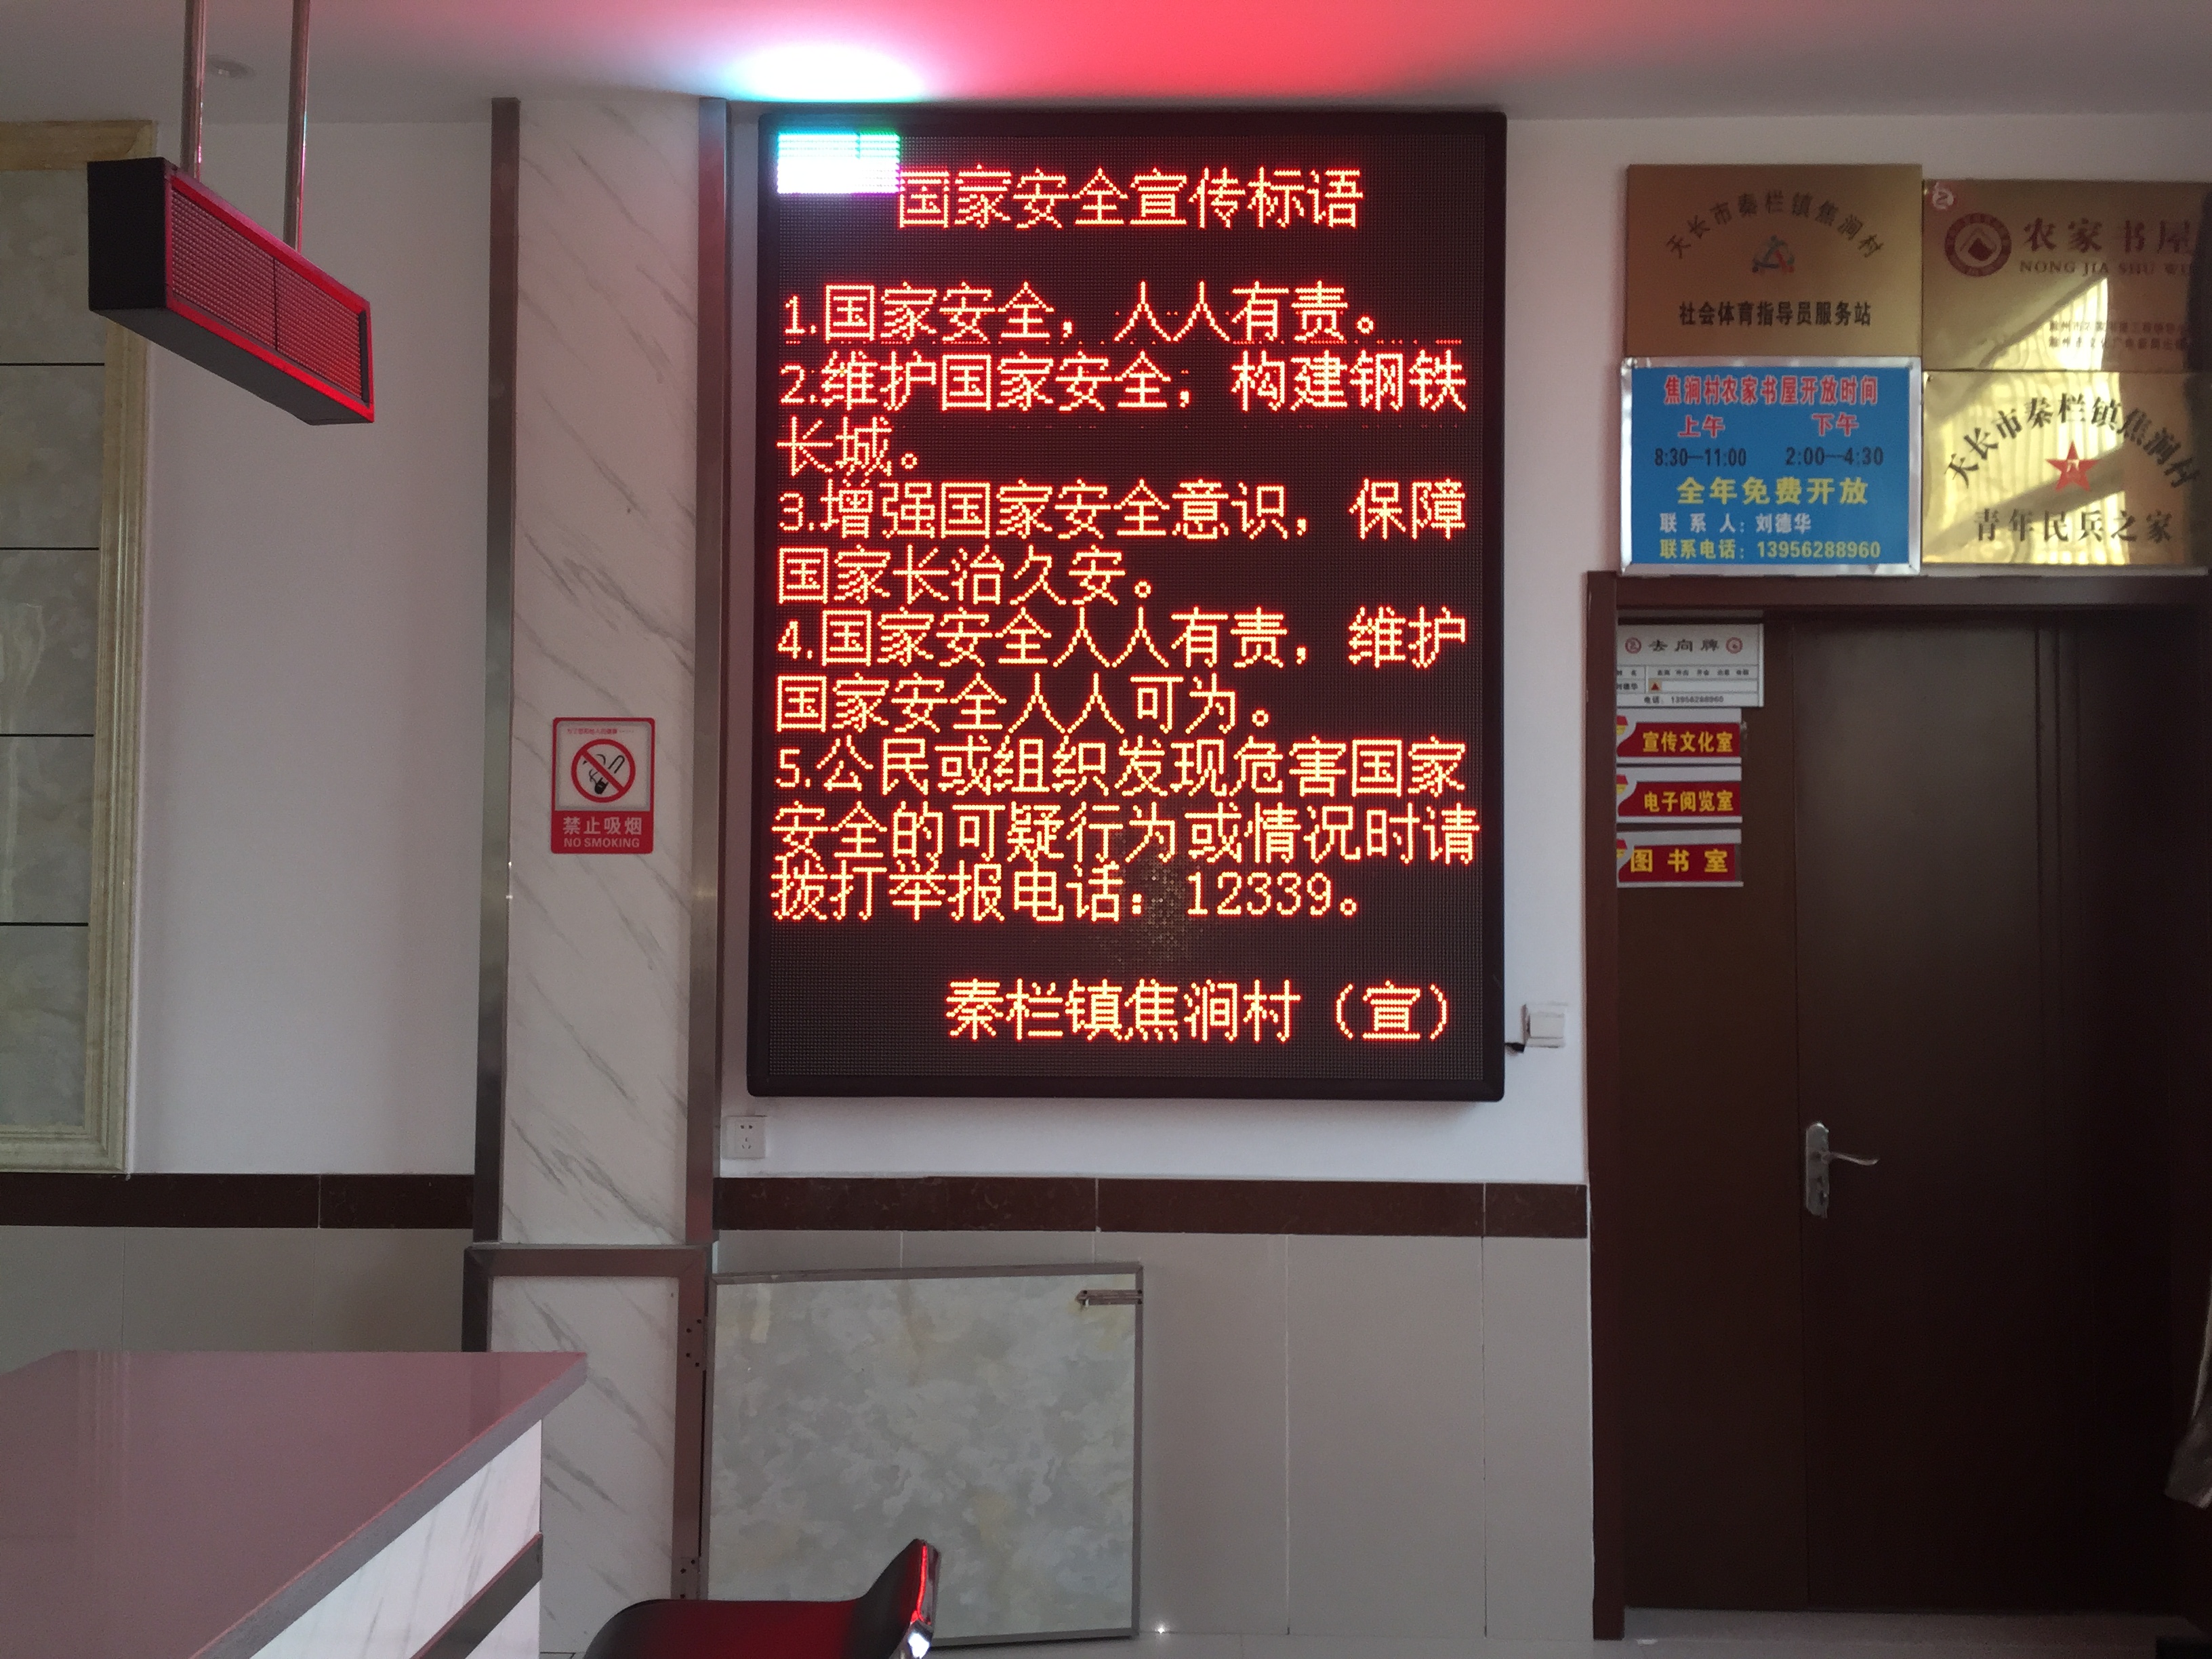 国家安全宣传标语
1.国家安全，人人有责。
2.维护国家安全，构建钢铁
长城。
3.增强国家安全意识，保障
国家长治久安。
4.国家安全人人有责，维护
国家安全人人可为。
5.公民或组织发现危害国家
安全的可疑行为或情况时请
拨打举报电话：12339。
秦栏镇焦涧村（宣）
禁止吸烟
NO SMOKING
天长市秦栏镇焦涧村
社会体育指导员服务站
农家书屋
NONG JIA SHU WU
焦涧村农家书屋开放时间
上午 下午
8:30—11:00 2:00—4:30
全年免费开放
联系人：刘德华
联系电话：13956288960
天长市秦栏镇焦涧村
青年民兵之家
去向牌
电话：13956288960
宣传文化室
电子阅览室
图书室